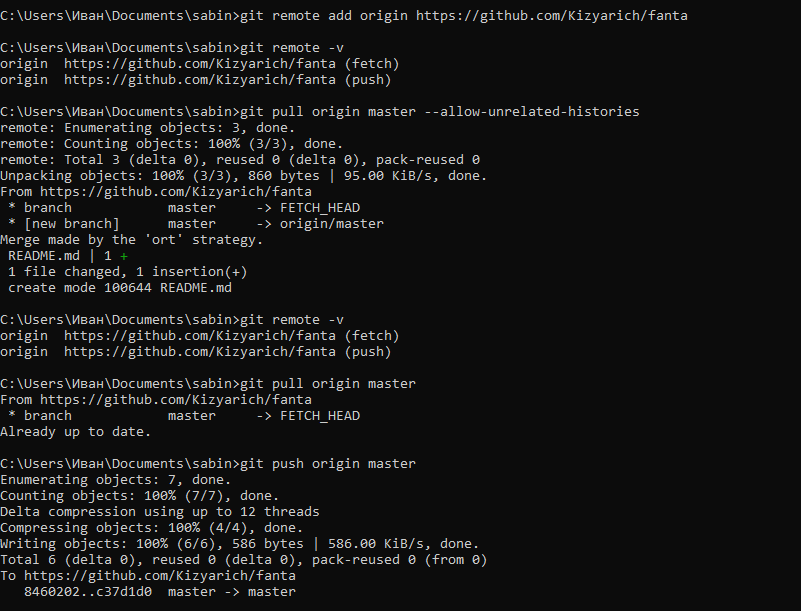 C:\Users\Иван\Documents\sabin>git remote add origin https://github.com/Kizyarich/fanta
C:\Users\Иван\Documents\sabin>git remote -v
origin  https://github.com/Kizyarich/fanta (fetch)
origin  https://github.com/Kizyarich/fanta (push)
C:\Users\Иван\Documents\sabin>git pull origin master --allow-unrelated-histories
remote: Enumerating objects: 3, done.
remote: Counting objects: 100% (3/3), done.
remote: Total 3 (delta 0), reused 0 (delta 0), pack-reused 0
Unpacking objects: 100% (3/3), 860 bytes | 95.00 KiB/s, done.
From https://github.com/Kizyarich/fanta
 * branch            master     -> FETCH_HEAD
 * [new branch]      master     -> origin/master
Merge made by the 'ort' strategy.
 README.md | 1 +
 1 file changed, 1 insertion(+)
 create mode 100644 README.md
C:\Users\Иван\Documents\sabin>git remote -v
origin  https://github.com/Kizyarich/fanta (fetch)
origin  https://github.com/Kizyarich/fanta (push)
C:\Users\Иван\Documents\sabin>git pull origin master
From https://github.com/Kizyarich/fanta
 * branch            master     -> FETCH_HEAD
Already up to date.
C:\Users\Иван\Documents\sabin>git push origin master
Enumerating objects: 7, done.
Counting objects: 100% (7/7), done.
Delta compression using up to 12 threads
Compressing objects: 100% (4/4), done.
Writing objects: 100% (6/6), 586 bytes | 586.00 KiB/s, done.
Total 6 (delta 0), reused 0 (delta 0), pack-reused 0 (from 0)
To https://github.com/Kizyarich/fanta
   8460202..c37d1d0  master -> master